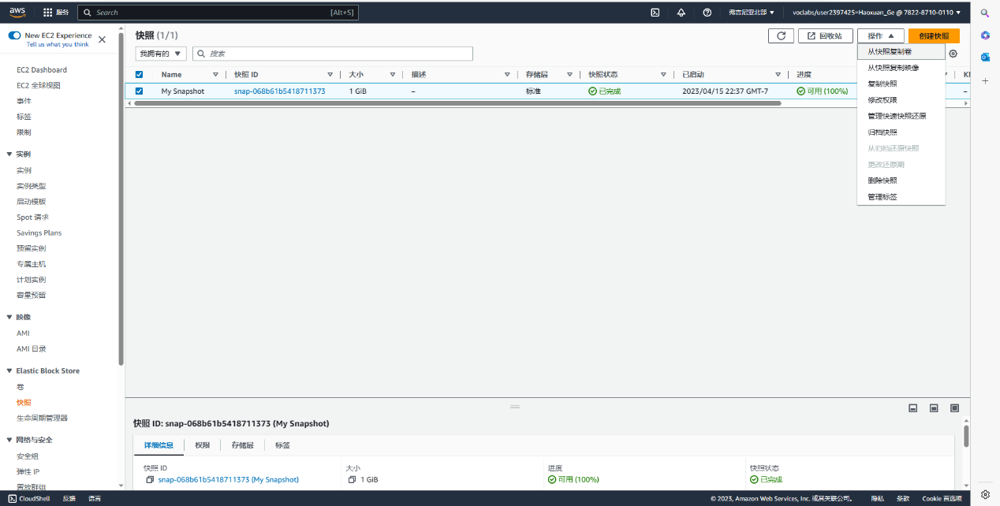 aws
服务
Search
[Alt+S]
弗吉尼亚北部
voclabs/user2397425=Haoxuan_Ge @ 7822-8710-0110
New EC2 Experience
Tell us what you think
EC2 Dashboard
EC2 全球视图
事件
标签
限制
实例
实例
实例类型
启动模板
Spot 请求
Savings Plans
预留实例
专属主机
计划实例
容量预留
映像
AMI
AMI 目录
Elastic Block Store
卷
快照
生命周期管理器
网络与安全
安全组
弹性 IP
置放群组
快照 (1/1)
回收站
操作
创建快照
我拥有的
搜索
从快照复制卷
从快照复制映像
复制快照
修改权限
管理快速快照还原
归档快照
从归档还原快照
更改还原期
删除快照
管理标签
Name
快照 ID
大小
描述
存储层
快照状态
已启动
进度
My Snapshot
snap-068b61b5418711373
1 GiB
–
标准
已完成
2023/04/15 22:37 GMT-7
可用 (100%)
–
快照 ID: snap-068b61b5418711373 (My Snapshot)
详细信息
权限
存储层
标签
快照 ID
大小
进度
快照状态
snap-068b61b5418711373 (My Snapshot)
1 GiB
可用 (100%)
已完成
CloudShell
反馈
语言
© 2023, Amazon Web Services, Inc. 或其关联公司。
隐私
条款
Cookie 首选项